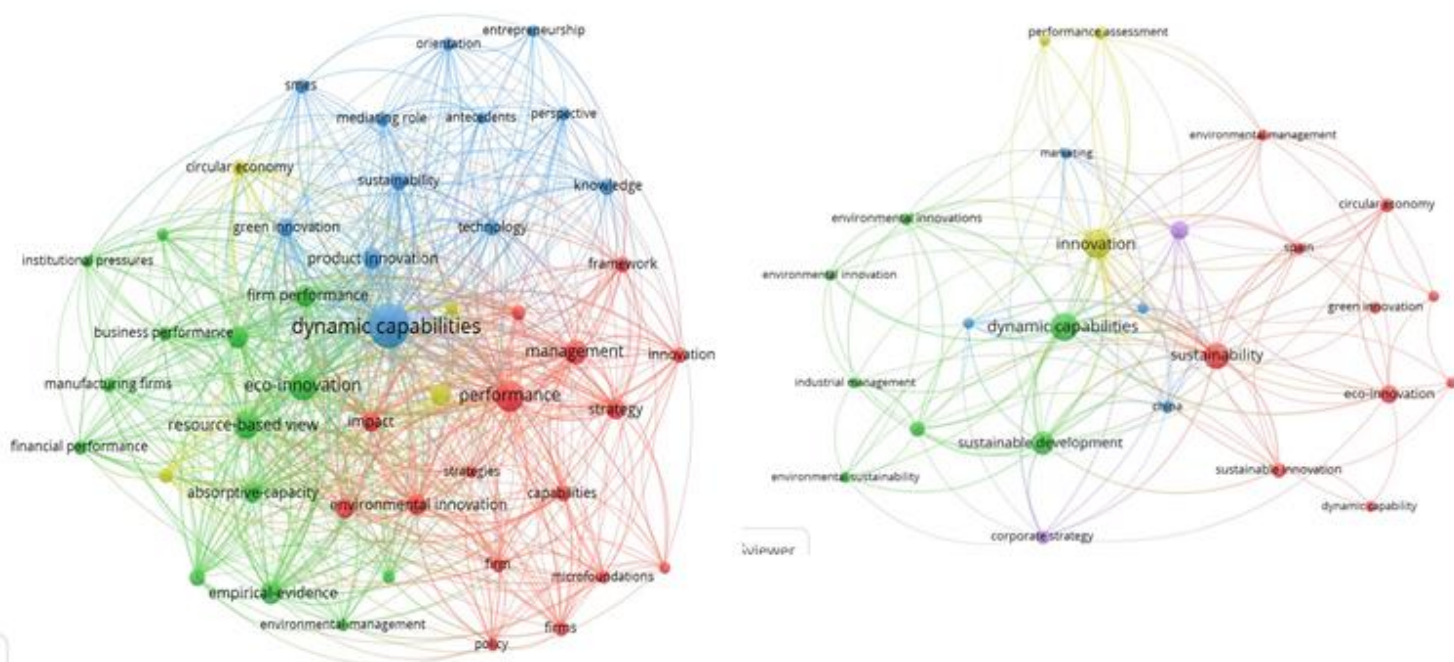 entrepreneurship
orientation
smes
mediating role
antecedents
perspective
circular economy
sustainability
knowledge
green innovation
technology
product innovation
institutional pressures
framework
firm performance
dynamic capabilities
business performance
management
innovation
manufacturing firms
eco-innovation
performance
strategy
resource-based view
impact
financial performance
strategies
absorptive-capacity
capabilities
environmental innovation
firm
microfoundations
empirical-evidence
environmental-management
firms
policy
performance assessment
environmental management
marketing
circular economy
environmental innovations
innovation
spain
environmental innovation
green innovation
dynamic capabilities
sustainability
industrial management
eco-innovation
china
sustainable development
environmental sustainability
sustainable innovation
dynamic capability
corporate strategy